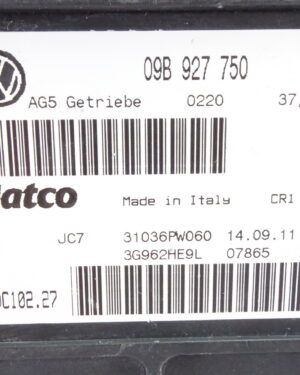 09B 927 750
AG5 Getriebe 0220 37,
atco Made in Italy CR1
JC7 31036PW060 14.09.11
3G962HE9L 07865
C102.27